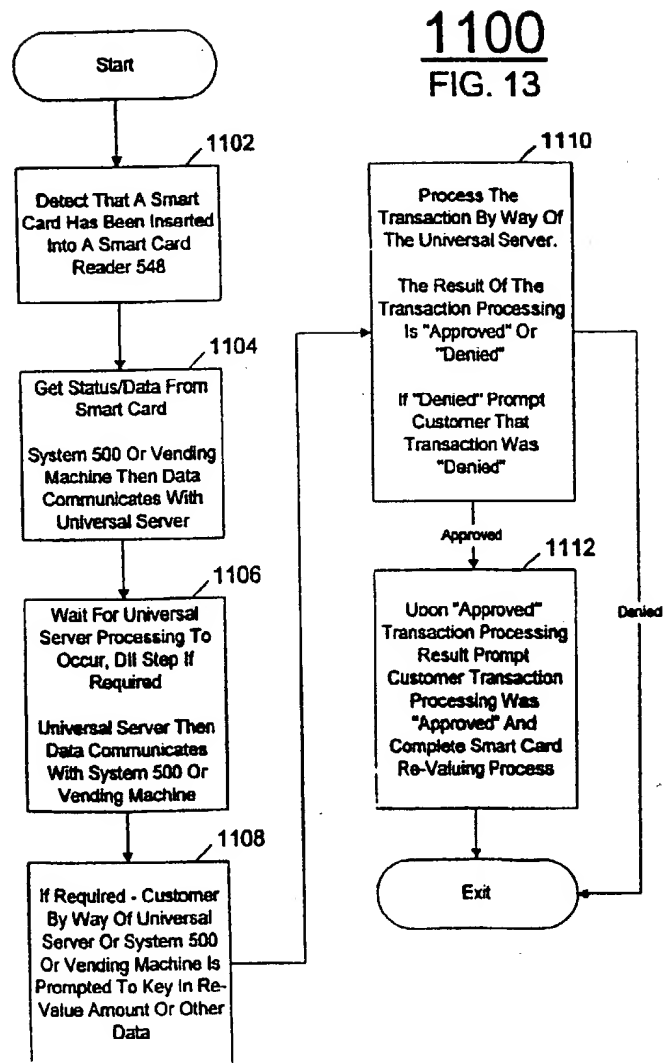 1100
FIG. 13
Start
1102
Detect That A Smart
Card Has Been Inserted
Into A Smart Card
Reader 548
1104
Get Status/Data From
Smart Card
System 500 Or Vending
Machine Then Data
Communicates With
Universal Server
1106
Wait For Universal
Server Processing To
Occur, DII Step If
Required
Universal Server Then
Data Communicates
With System 500 Or
Vending Machine
1108
If Required - Customer
By Way Of Universal
Server Or System 500
Or Vending Machine Is
Prompted To Key In Re-
Value Amount Or Other
Data
1110
Process The
Transaction By Way Of
The Universal Server.
The Result Of The
Transaction Processing
Is "Approved" Or
"Denied"
If "Denied" Prompt
Customer That
Transaction Was
"Denied"
Approved
Denied
1112
Upon "Approved"
Transaction Processing
Result Prompt
Customer Transaction
Processing Was
"Approved" And
Complete Smart Card
Re-Valuing Process
Exit